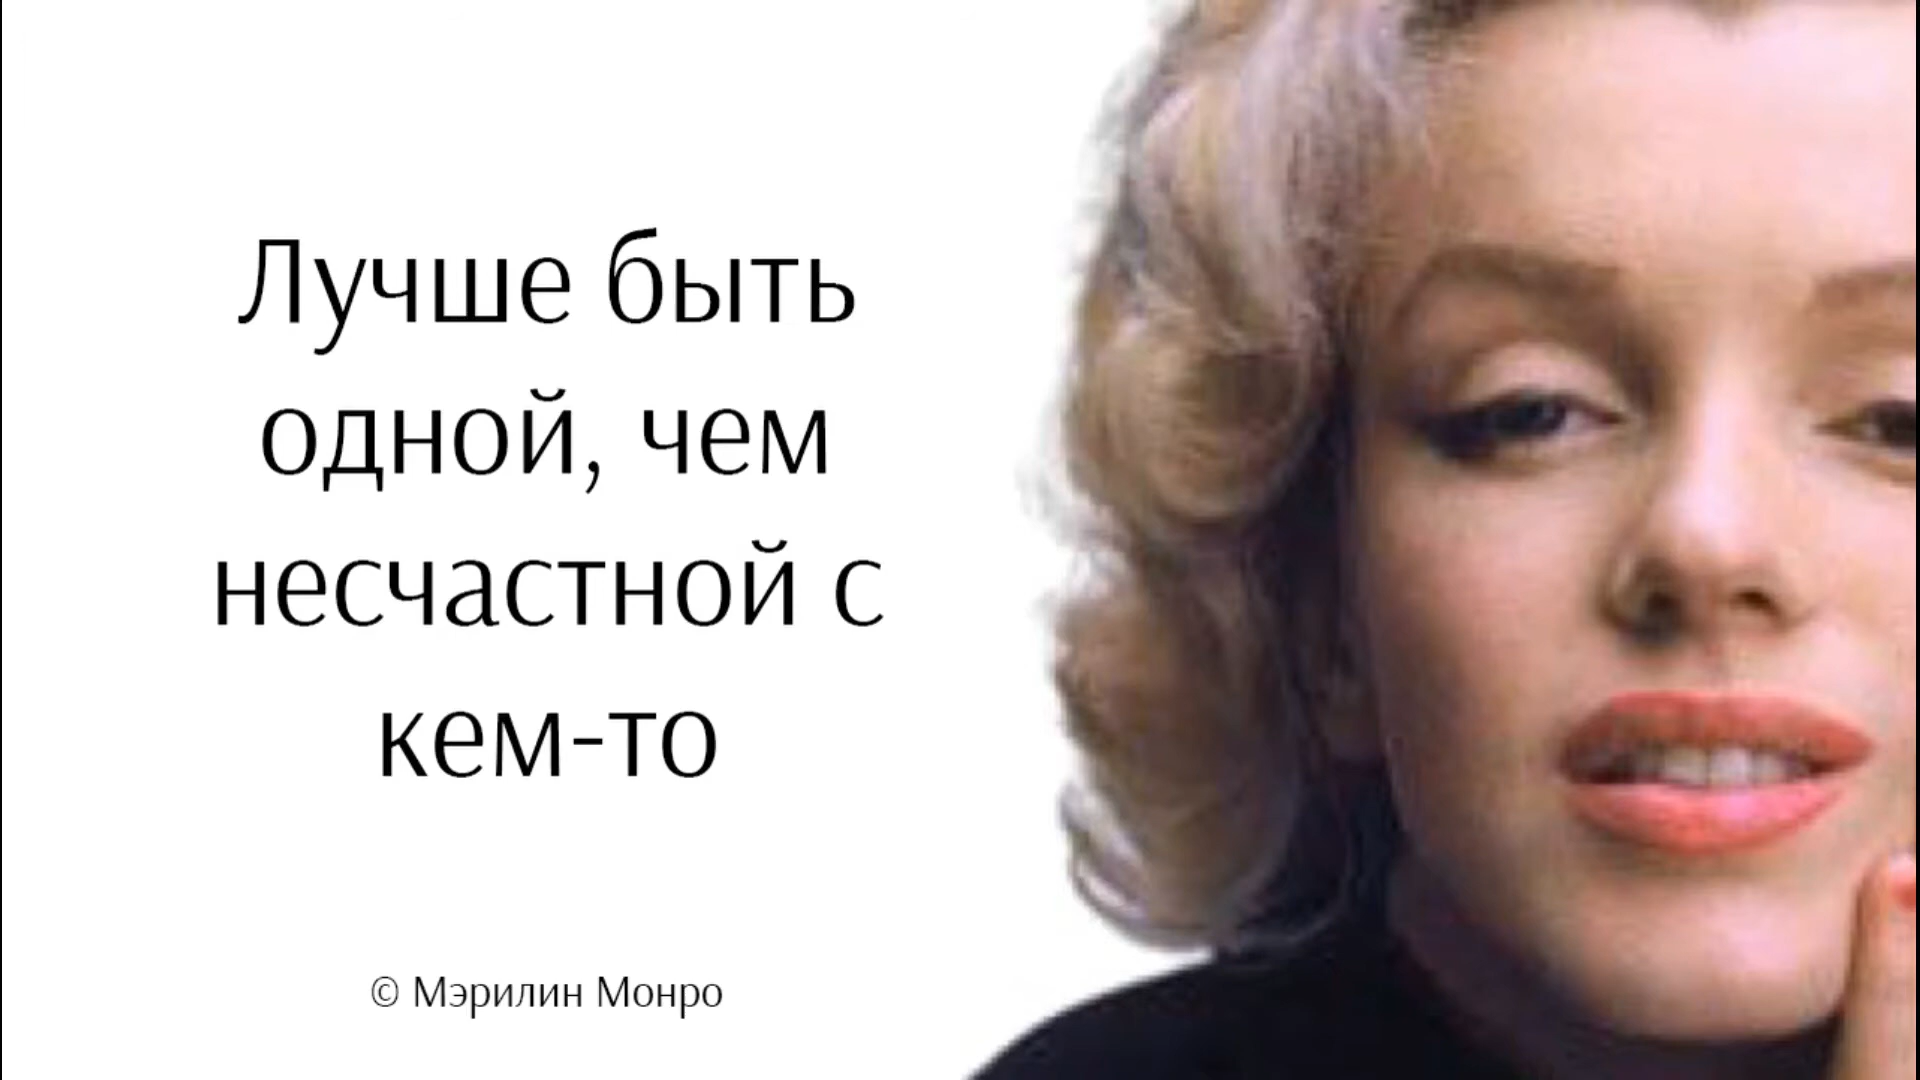 Лучше быть
одной, чем
несчастной с
кем-то
© Мэрилин Монро